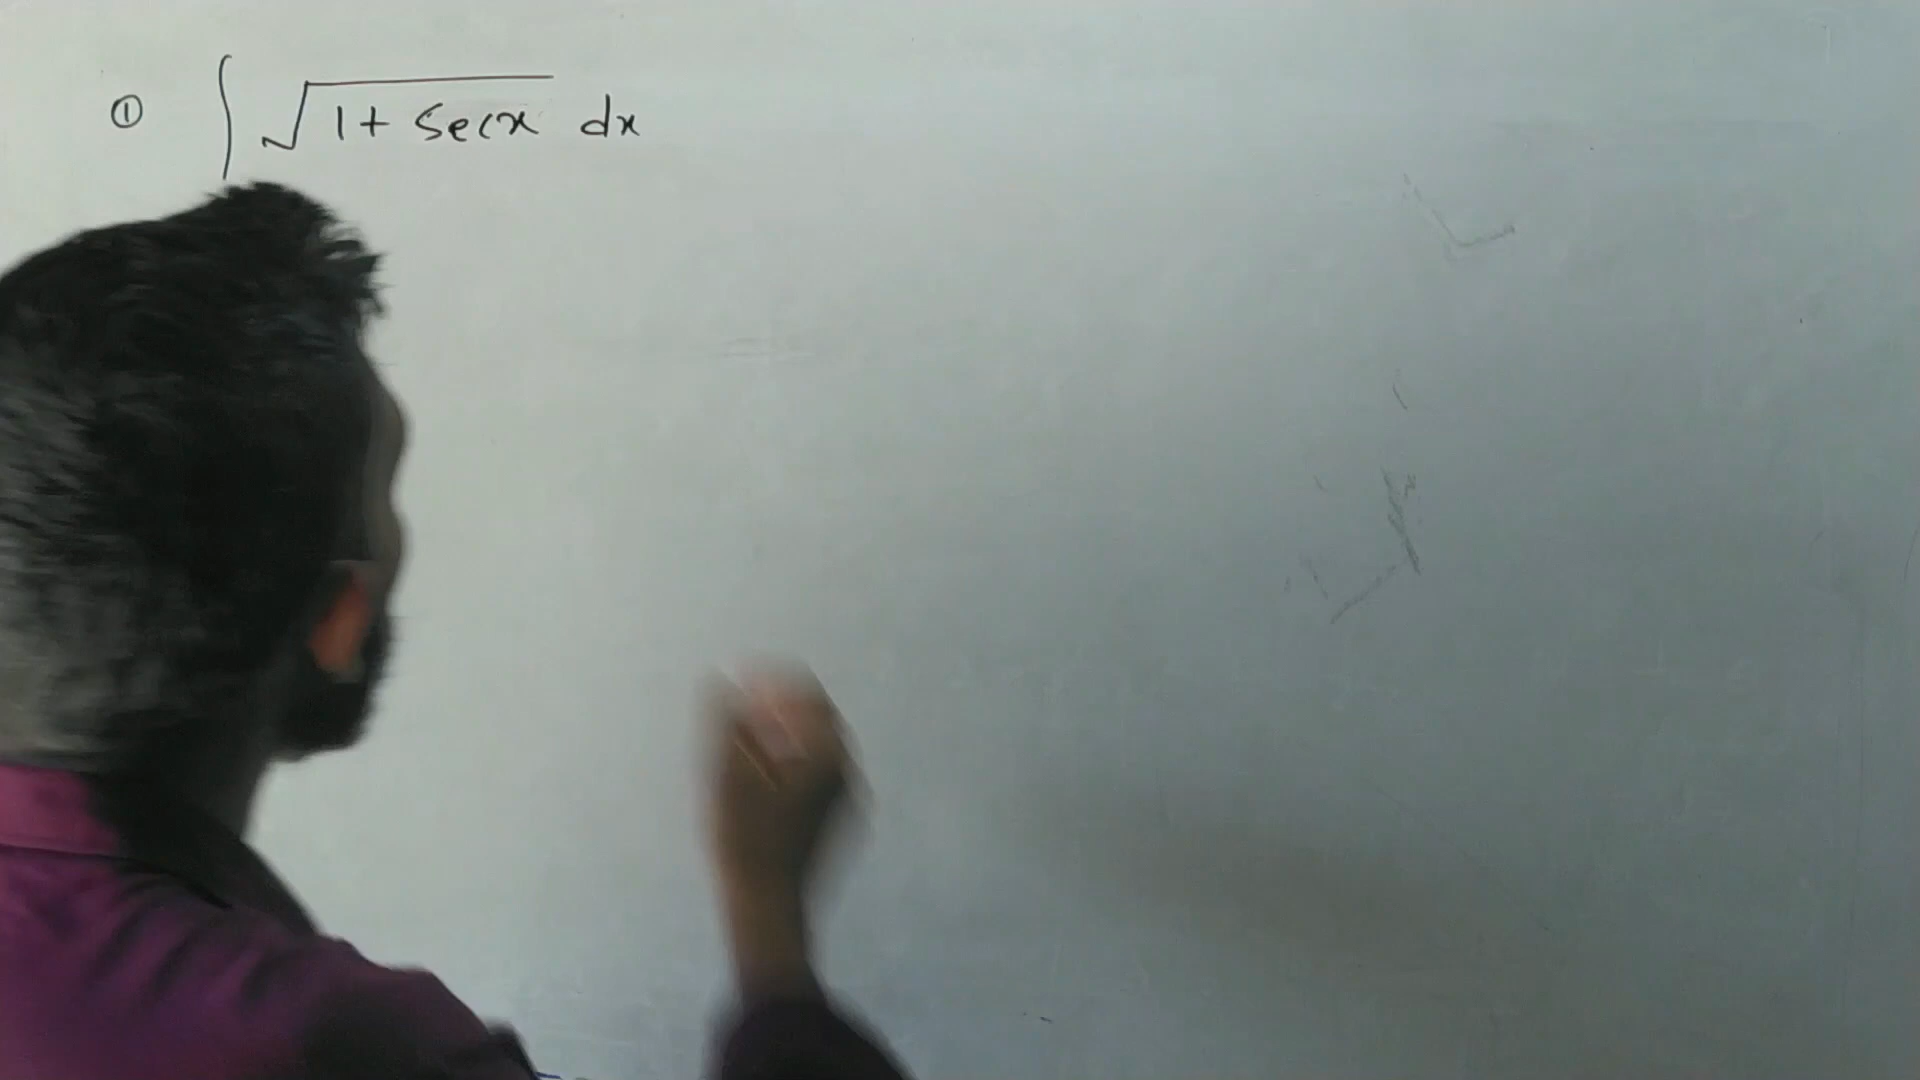 ① ∫ √(1 + Secx) dx